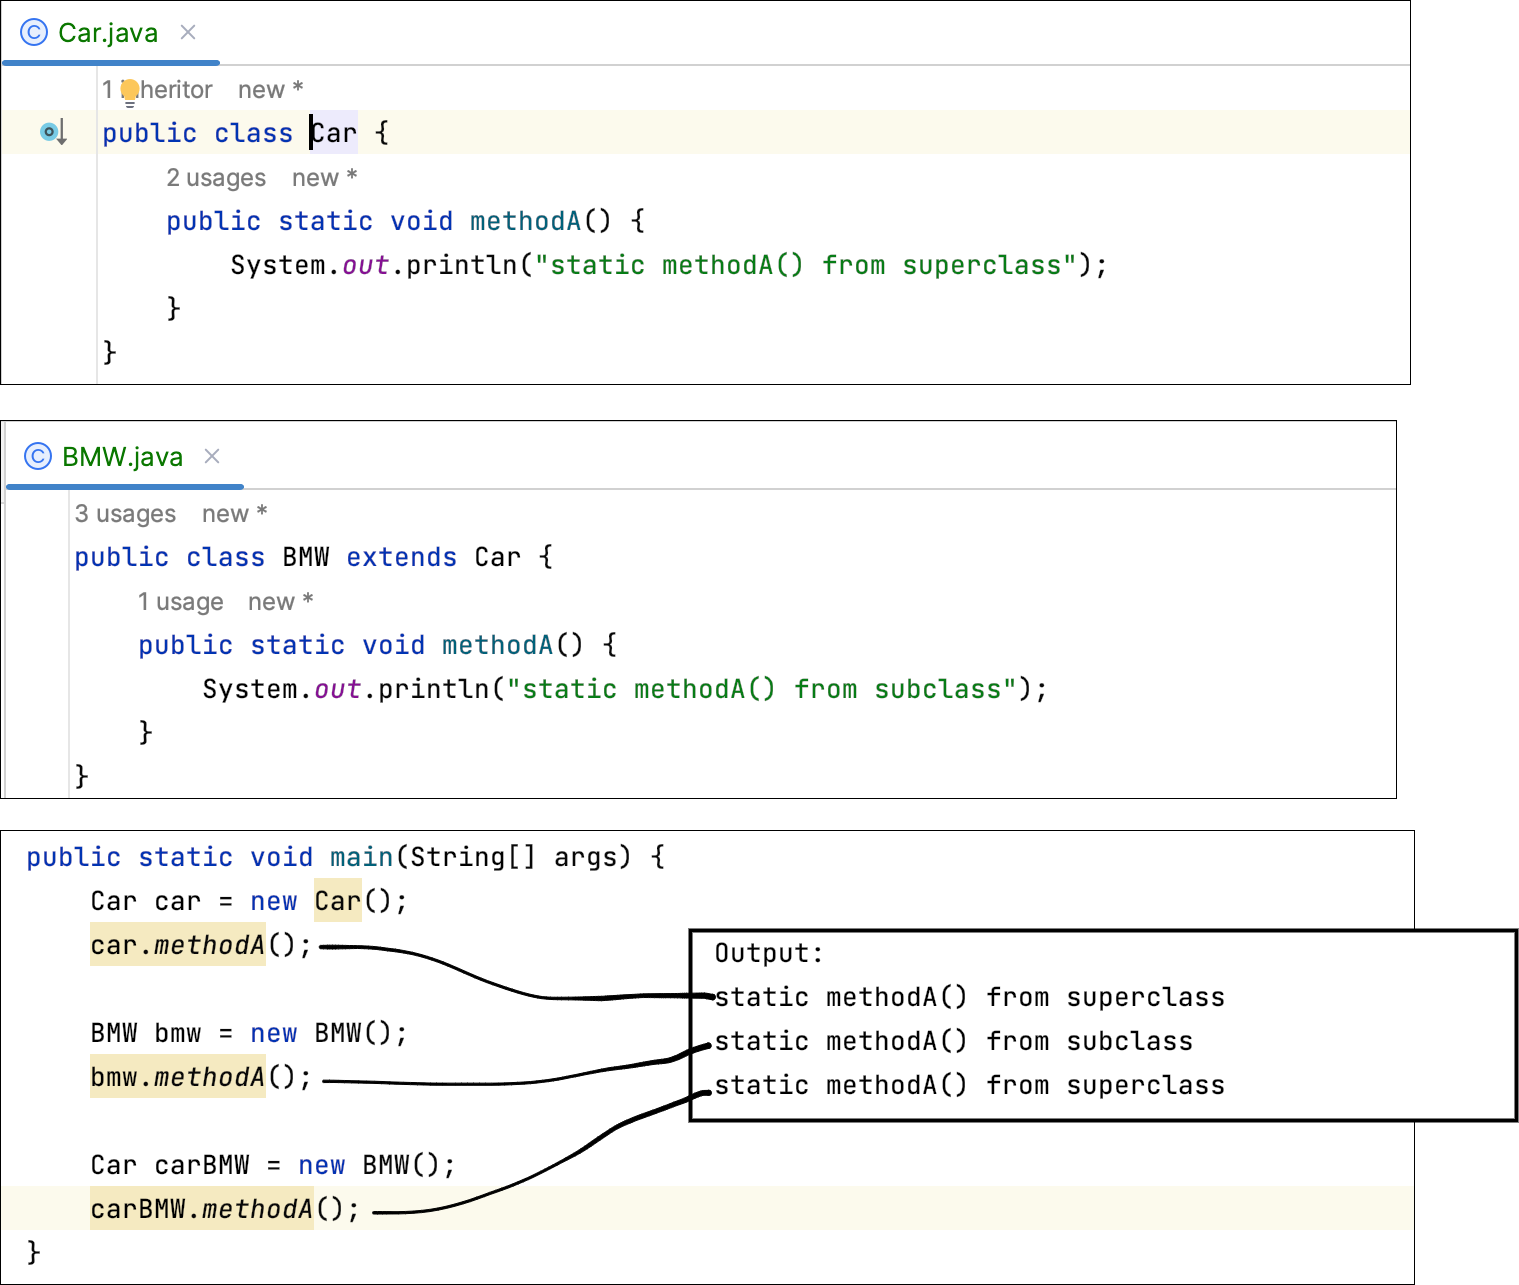 Car.java
1 inheritor new *
public class Car {
2 usages new *
public static void methodA() {
System.out.println("static methodA() from superclass");
}
}
BMW.java
3 usages new *
public class BMW extends Car {
1 usage new *
public static void methodA() {
System.out.println("static methodA() from subclass");
}
}
public static void main(String[] args) {
Car car = new Car();
car.methodA();
BMW bmw = new BMW();
bmw.methodA();
Car carBMW = new BMW();
carBMW.methodA();
}
Output:
static methodA() from superclass
static methodA() from subclass
static methodA() from superclass